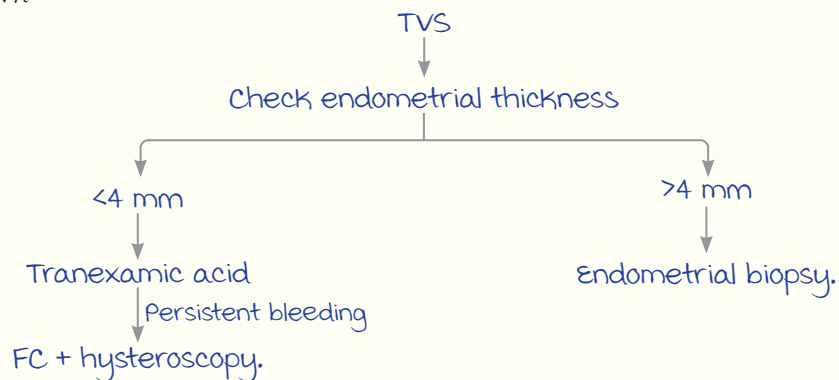 TVS
Check endometrial thickness
<4 mm
>4 mm
Tranexamic acid
Endometrial biopsy.
Persistent bleeding
FC + hysteroscopy.